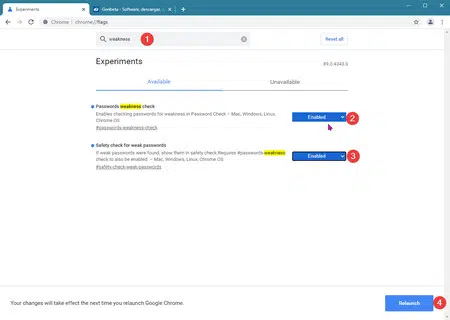 Experiments
Genbeta - Software, descargas,
Chrome | chrome://flags
weakness
1
Reset all
Experiments
89.0.4343.0
Available
Unavailable
Passwords weakness check
Enables checking passwords for weakness in Password Check – Mac, Windows, Linux,
Chrome OS
#passwords-weakness-check
Enabled
2
Safety check for weak passwords
If weak passwords were found, show them in safety check.Requires #passwords-weakness-
check to also be enabled. – Mac, Windows, Linux, Chrome OS
#safety-check-weak-passwords
Enabled
3
Your changes will take effect the next time you relaunch Google Chrome.
Relaunch
4